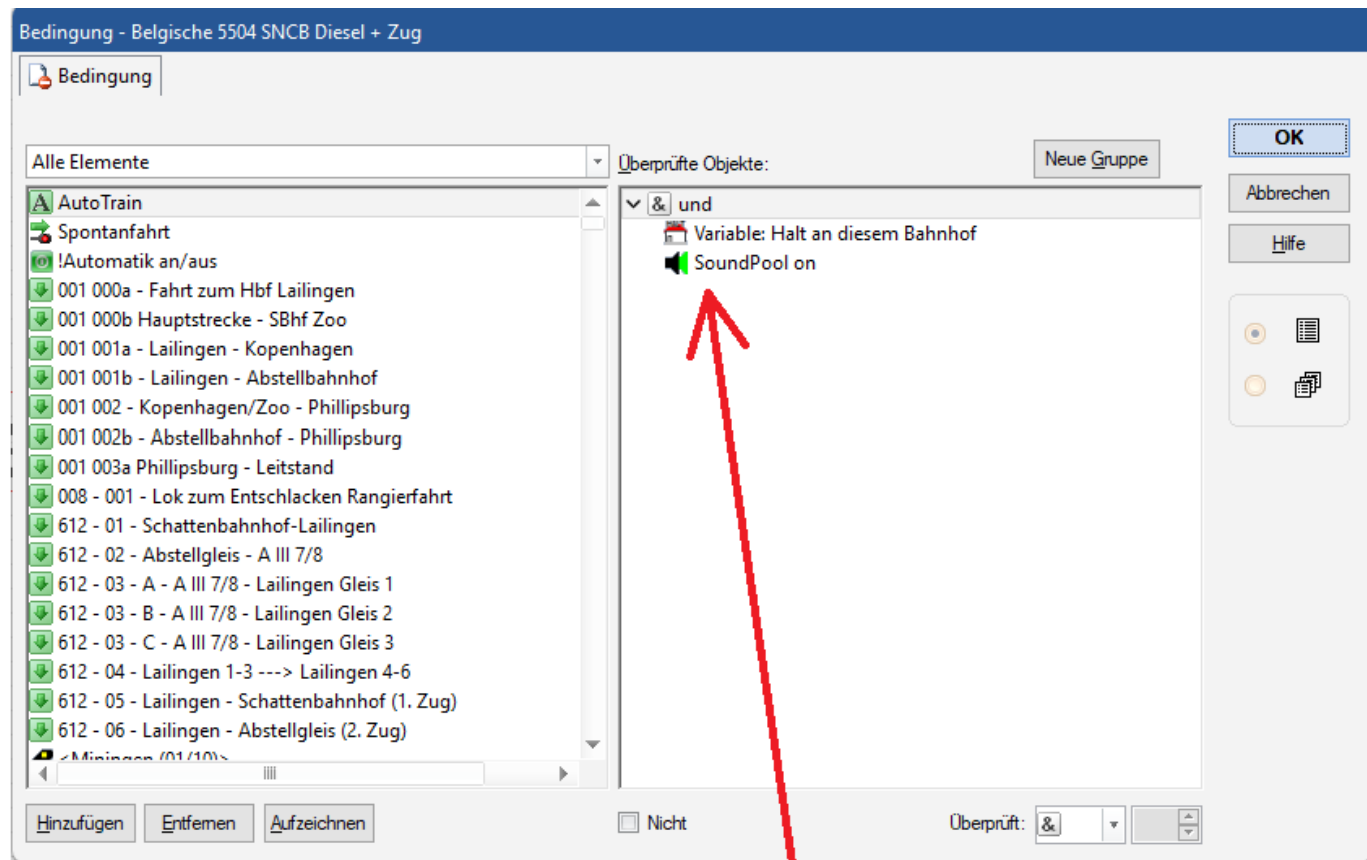 Bedingung - Belgische 5504 SNCB Diesel + Zug
Bedingung
Alle Elemente
Überprüfte Objekte:
Neue Gruppe
OK
Abbrechen
Hilfe
AutoTrain
Spontanfahrt
!Automatik an/aus
001 000a - Fahrt zum Hbf Lailingen
001 000b Hauptstrecke - SBhf Zoo
001 001a - Lailingen - Kopenhagen
001 001b - Lailingen - Abstellbahnhof
001 002 - Kopenhagen/Zoo - Phillipsburg
001 002b - Abstellbahnhof - Phillipsburg
001 003a Phillipsburg - Leitstand
008 - 001 - Lok zum Entschlacken Rangierfahrt
612 - 01 - Schattenbahnhof-Lailingen
612 - 02 - Abstellgleis - A III 7/8
612 - 03 - A - A III 7/8 - Lailingen Gleis 1
612 - 03 - B - A III 7/8 - Lailingen Gleis 2
612 - 03 - C - A III 7/8 - Lailingen Gleis 3
612 - 04 - Lailingen 1-3 ---> Lailingen 4-6
612 - 05 - Lailingen - Schattenbahnhof (1. Zug)
612 - 06 - Lailingen - Abstellgleis (2. Zug)
<Miningen (01/10)>
& und
Variable: Halt an diesem Bahnhof
SoundPool on
Hinzufügen
Entfernen
Aufzeichnen
Nicht
Überprüft: &